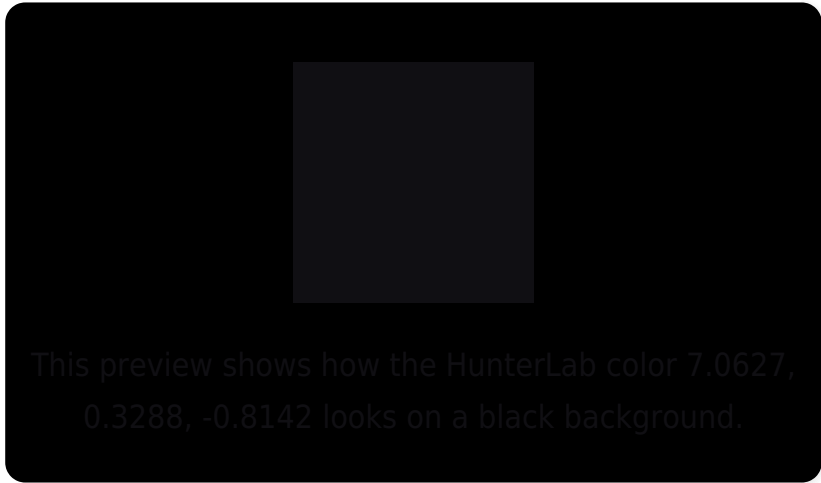 This preview shows how the HunterLab color 7.0627,
0.3288, -0.8142 looks on a black background.